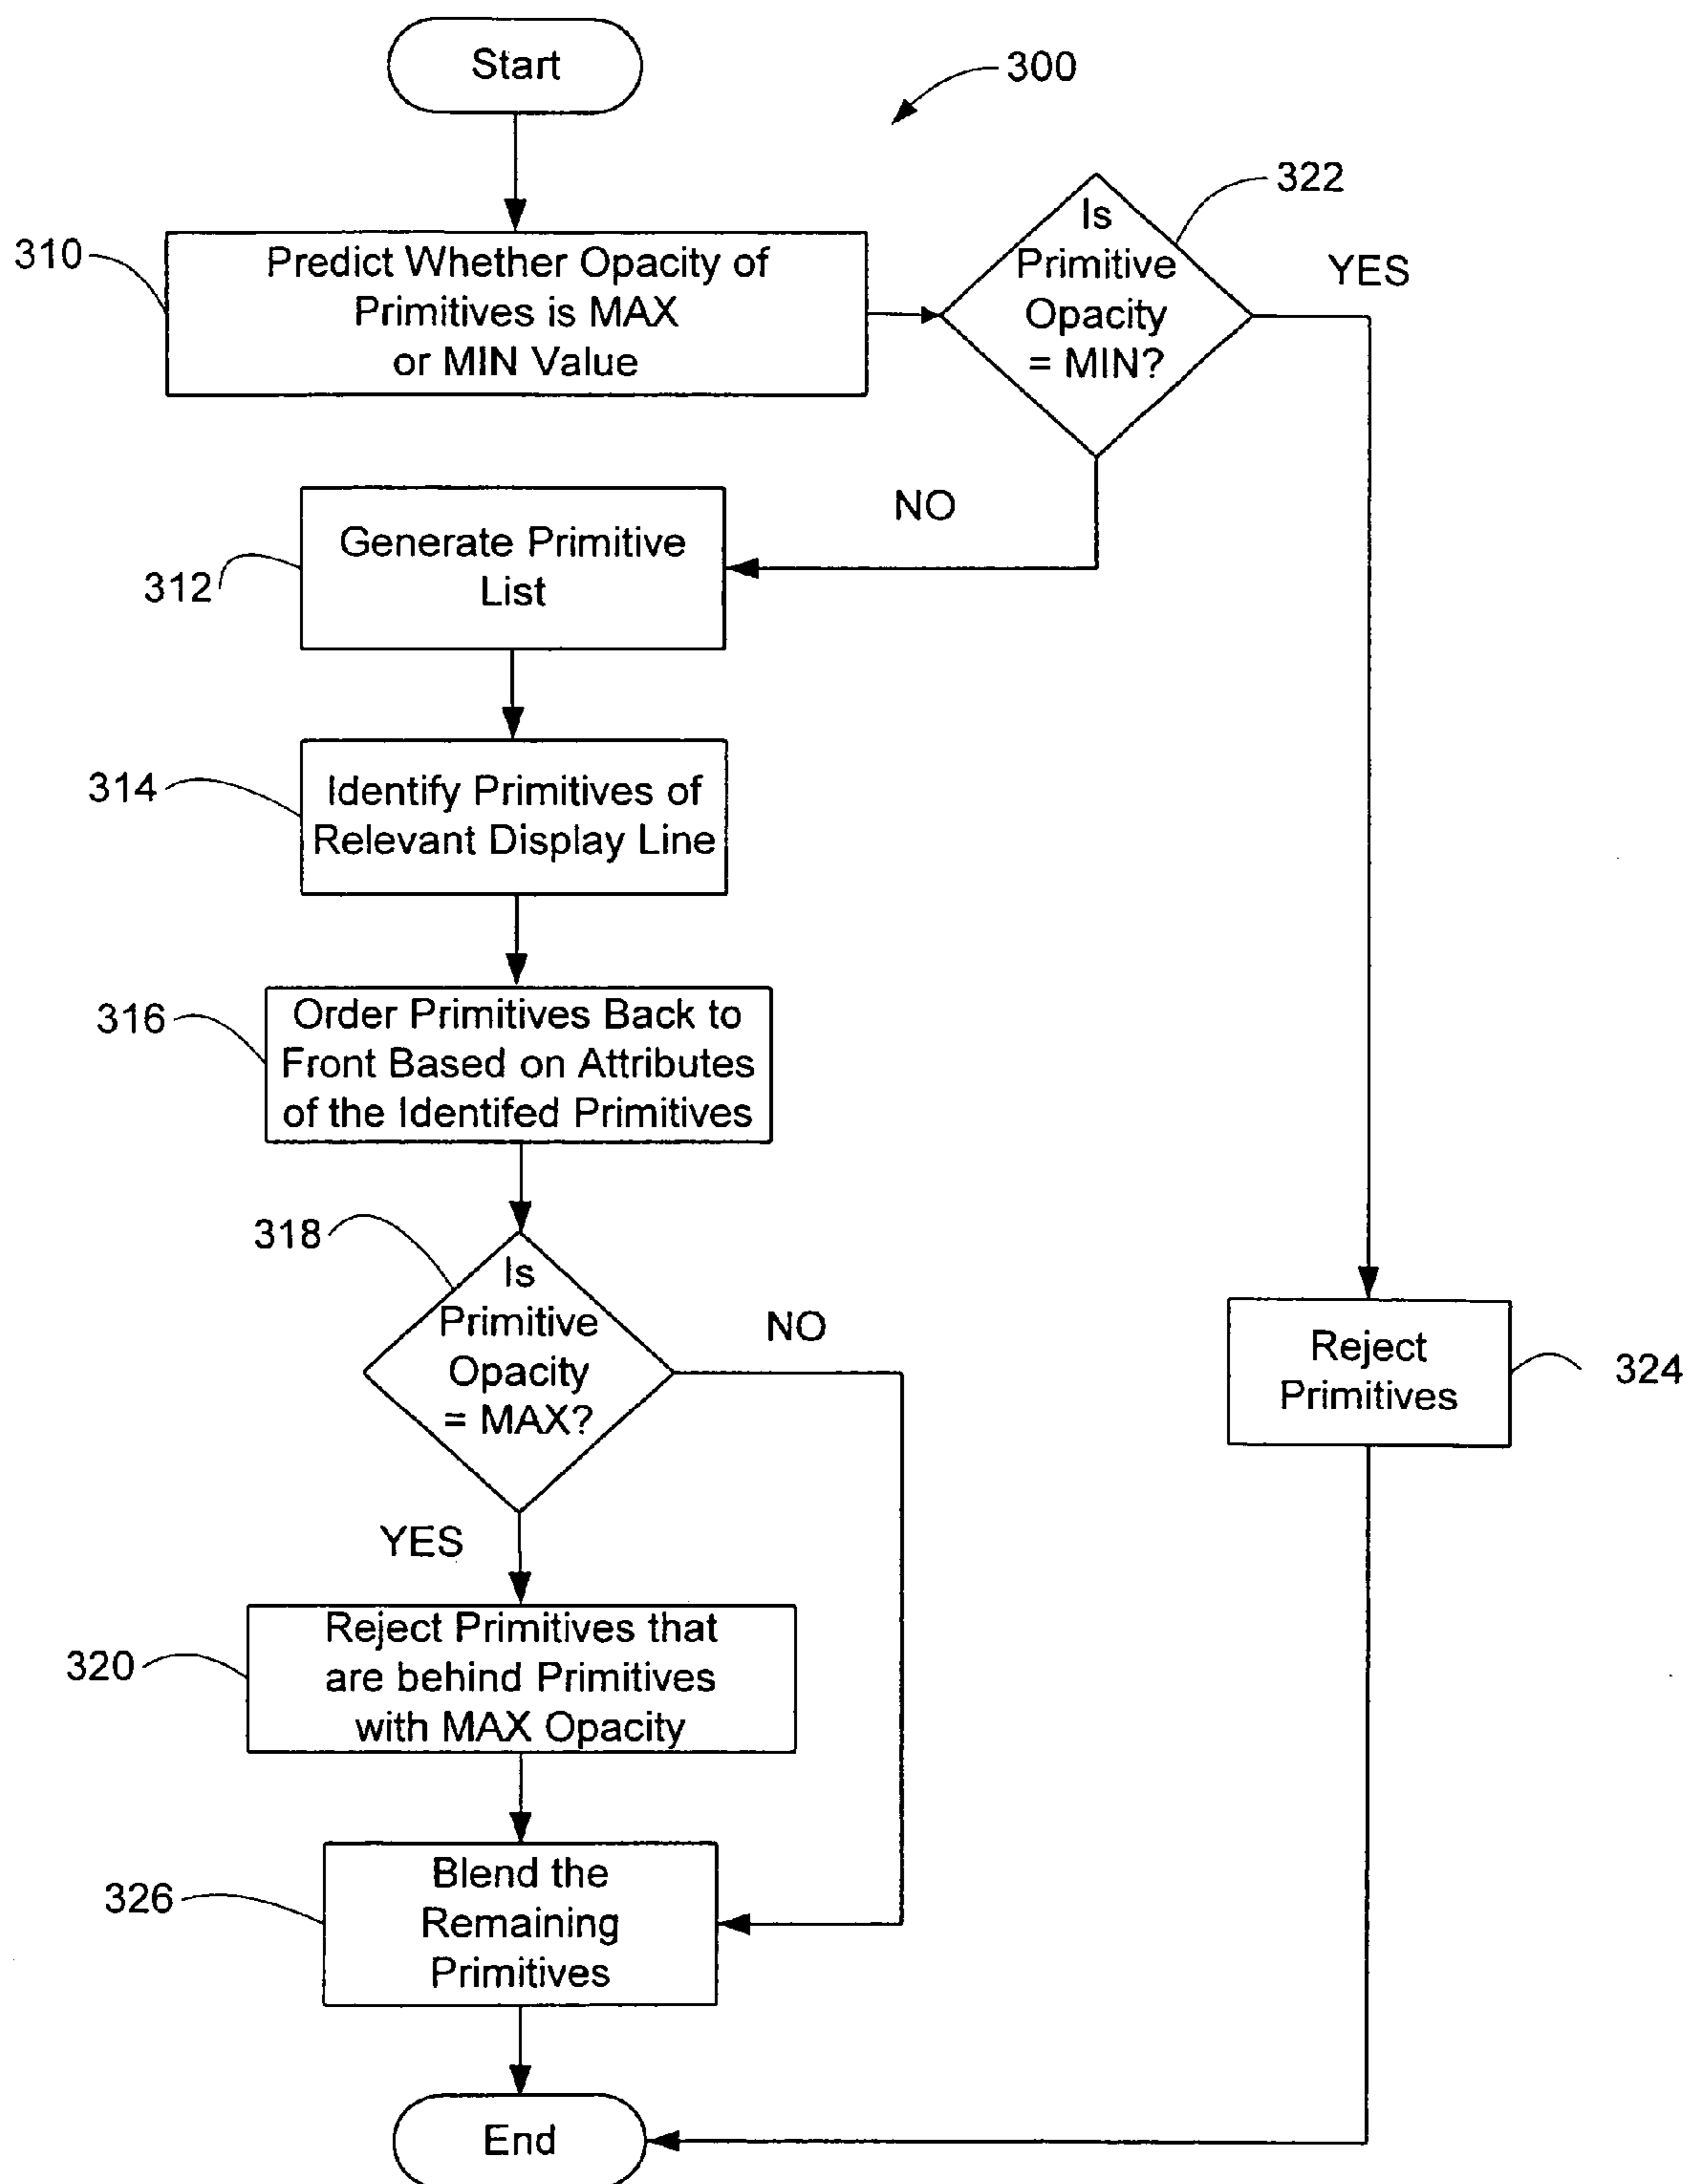 Start
300
322
310
Predict Whether Opacity of
Primitives is MAX
or MIN Value
Is
Primitive
Opacity
= MIN?
YES
NO
312
Generate Primitive
List
314
Identify Primitives of
Relevant Display Line
316
Order Primitives Back to
Front Based on Attributes
of the Identifed Primitives
318
Is
Primitive
Opacity
= MAX?
NO
Reject
Primitives
324
YES
320
Reject Primitives that
are behind Primitives
with MAX Opacity
326
Blend the
Remaining
Primitives
End